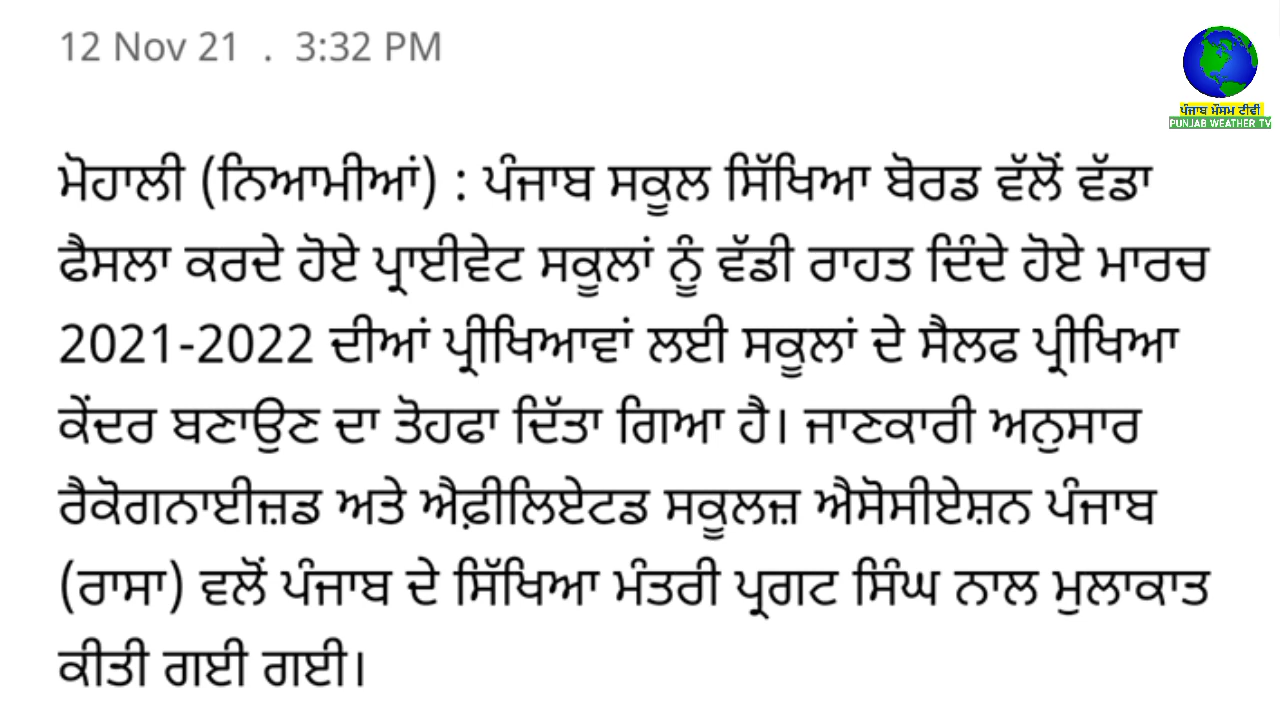 12 Nov 21 . 3:32 PM
ਪੰਜਾਬ ਮੌਸਮ ਟੀਵੀ
PUNJAB WEATHER TV
ਮੋਹਾਲੀ (ਨਿਆਮੀਆਂ) : ਪੰਜਾਬ ਸਕੂਲ ਸਿੱਖਿਆ ਬੋਰਡ ਵੱਲੋਂ ਵੱਡਾ
ਫੈਸਲਾ ਕਰਦੇ ਹੋਏ ਪ੍ਰਾਈਵੇਟ ਸਕੂਲਾਂ ਨੂੰ ਵੱਡੀ ਰਾਹਤ ਦਿੰਦੇ ਹੋਏ ਮਾਰਚ
2021-2022 ਦੀਆਂ ਪ੍ਰੀਖਿਆਵਾਂ ਲਈ ਸਕੂਲਾਂ ਦੇ ਸੈਲਫ ਪ੍ਰੀਖਿਆ
ਕੇਂਦਰ ਬਣਾਉਣ ਦਾ ਤੋਹਫਾ ਦਿੱਤਾ ਗਿਆ ਹੈ। ਜਾਣਕਾਰੀ ਅਨੁਸਾਰ
ਰੈਕੋਗਨਾਈਜ਼ਡ ਅਤੇ ਐਫ਼ੀਲਿਏਟਡ ਸਕੂਲਜ਼ ਐਸੋਸੀਏਸ਼ਨ ਪੰਜਾਬ
(ਰਾਸਾ) ਵਲੋਂ ਪੰਜਾਬ ਦੇ ਸਿੱਖਿਆ ਮੰਤਰੀ ਪ੍ਰਗਟ ਸਿੰਘ ਨਾਲ ਮੁਲਾਕਾਤ
ਕੀਤੀ ਗਈ ਗਈ।